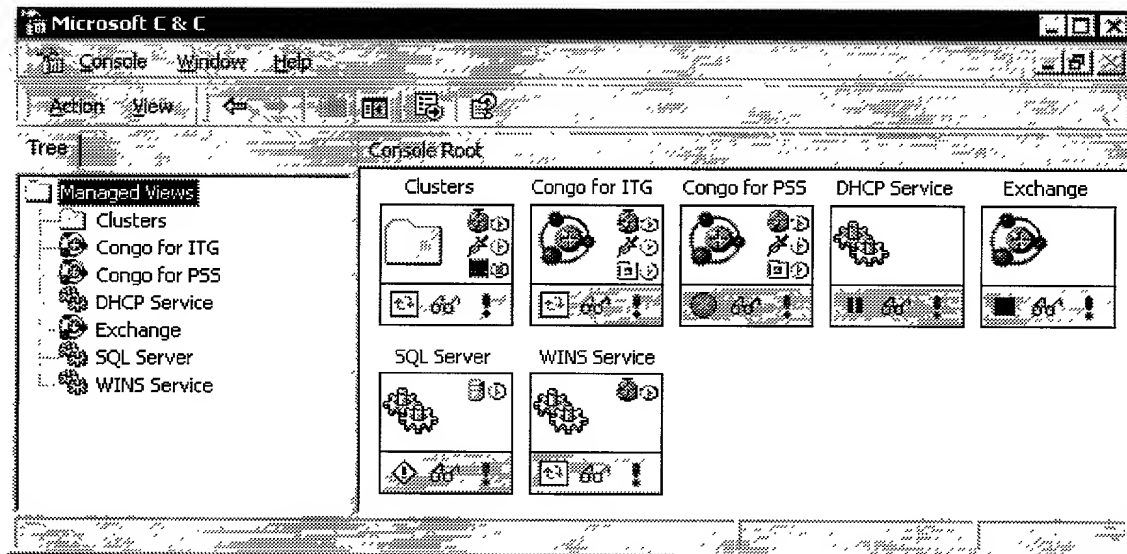 Microsoft C & C
Console Window Help
Action View
Tree
Console Root
Managed Views
Clusters
Congo for ITG
Congo for PSS
DHCP Service
Exchange
SQL Server
WINS Service
Clusters Congo for ITG Congo for PSS DHCP Service Exchange
SQL Server WINS Service